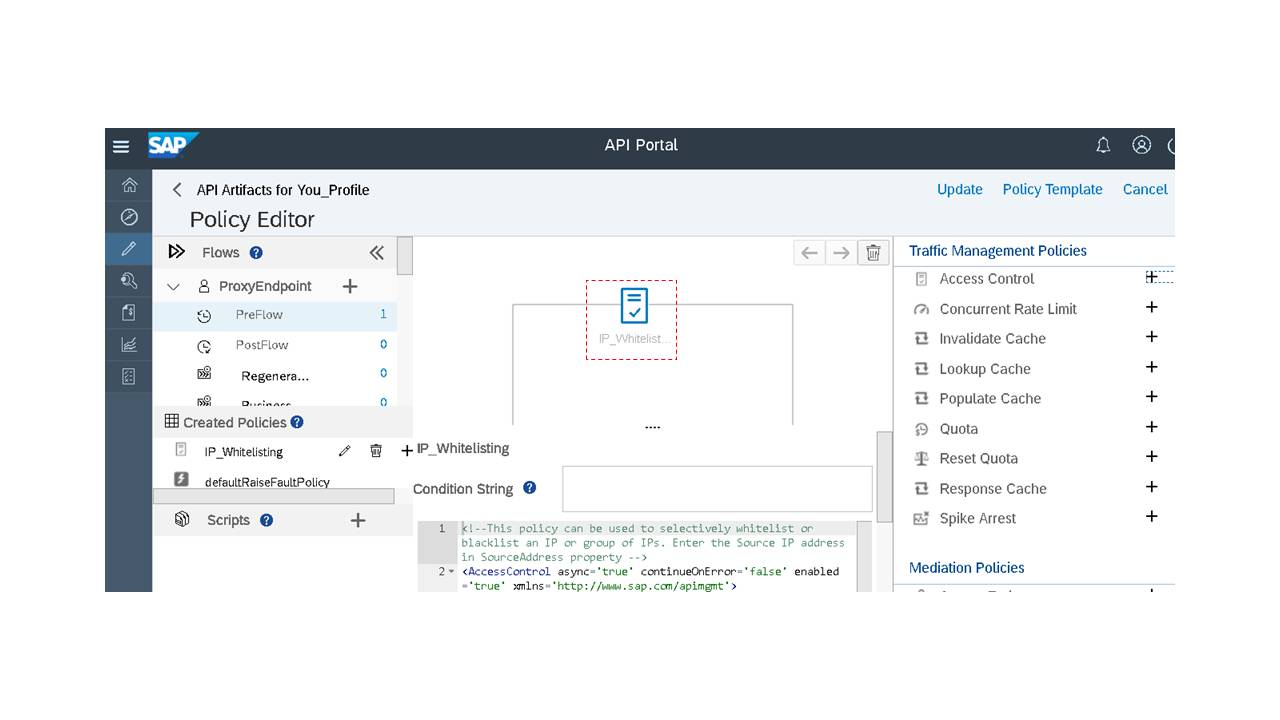 SAP
API Portal
API Artifacts for You_Profile
Update Policy Template Cancel
Policy Editor
Flows ?
ProxyEndpoint
PreFlow 1
PostFlow 0
Regenera... 0
Business 0
Created Policies ?
IP_Whitelisting
defaultRaiseFaultPolicy
Scripts ?
IP_Whitelist...
IP_Whitelisting
Condition String ?
1 <!--This policy can be used to selectively whitelist or
blacklist an IP or group of IPs. Enter the Source IP address
in SourceAddress property -->
2 <AccessControl async='true' continueOnError='false' enabled
='true' xmlns='http://www.sap.com/apimgmt'>
Traffic Management Policies
Access Control
Concurrent Rate Limit
Invalidate Cache
Lookup Cache
Populate Cache
Quota
Reset Quota
Response Cache
Spike Arrest
Mediation Policies